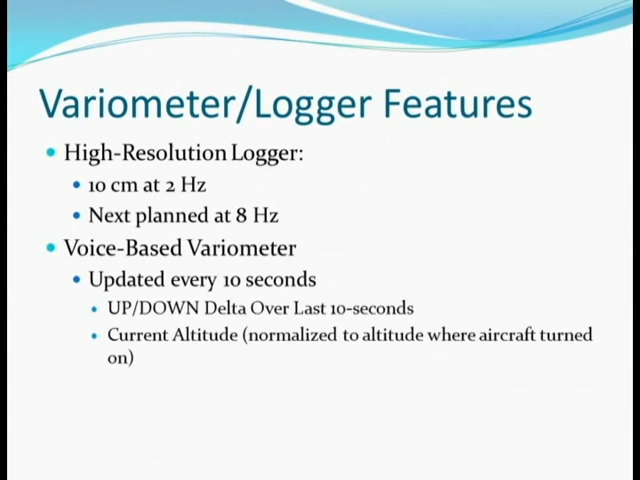 Variometer/Logger Features
High-Resolution Logger:
10 cm at 2 Hz
Next planned at 8 Hz
Voice-Based Variometer
Updated every 10 seconds
UP/DOWN Delta Over Last 10-seconds
Current Altitude (normalized to altitude where aircraft turned
on)